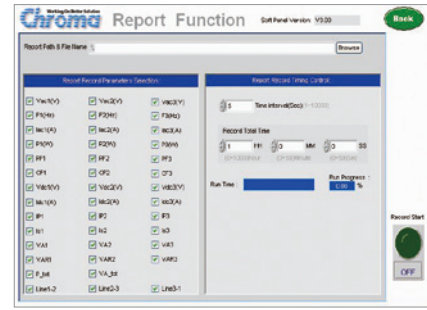 Working On Better Solution
Chroma Report Function Soft Panel Version V3.00 Back
Report Path & File Name Browse
Report Record Parameters Selection
Vac1(V) Vac2(V) Vac3(V)
F1(Hz) F2(Hz) F3(Hz)
Iac1(A) Iac2(A) Iac3(A)
P1(W) P2(W) P3(W)
PF1 PF2 PF3
CF1 CF2 CF3
Vdc1(V) Vdc2(V) Vdc3(V)
Idc1(A) Idc2(A) Idc3(A)
IP1 IP2 IP3
Is1 Is2 Is3
VA1 VA2 VA3
VAR1 VAR2 VAR3
P_tot VA_tot
Line1-2 Line2-3 Line3-1
Report Record Timing Control
5 Time interval(Sec)
Record Total Time
1 HH 0 MM 0 SS
Run Time Run Progress :
0.00 %
Record Start
OFF